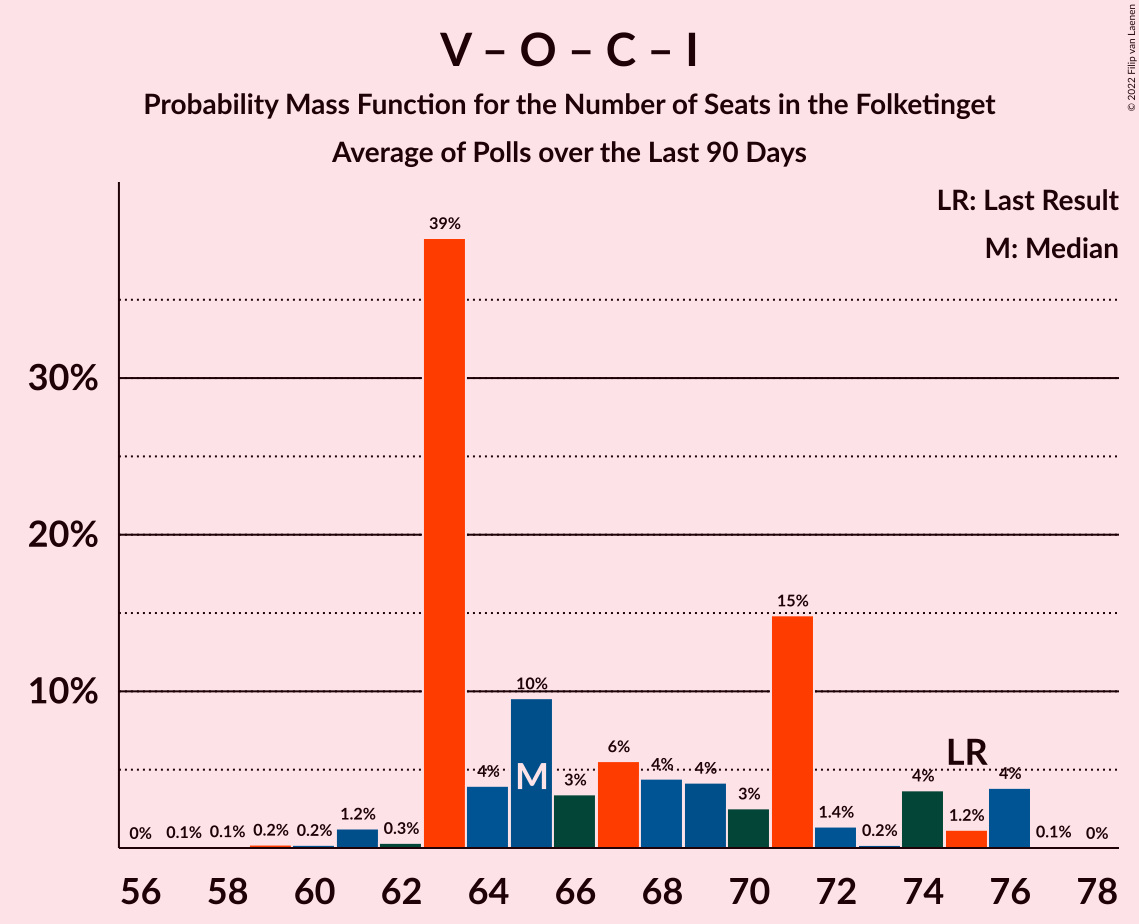 V – O – C – I
Probability Mass Function for the Number of Seats in the Folketinget
Average of Polls over the Last 90 Days
© 2022 Filip van Laenen
LR: Last Result
M: Median
30%
20%
10%
0% 0.1% 0.1% 0.2% 0.2% 1.2% 0.3% 39% 4% 10% 3% 6% 4% 4% 3% 15% 1.4% 0.2% 4% 1.2% 4% 0.1% 0%
M
LR
56 58 60 62 64 66 68 70 72 74 76 78